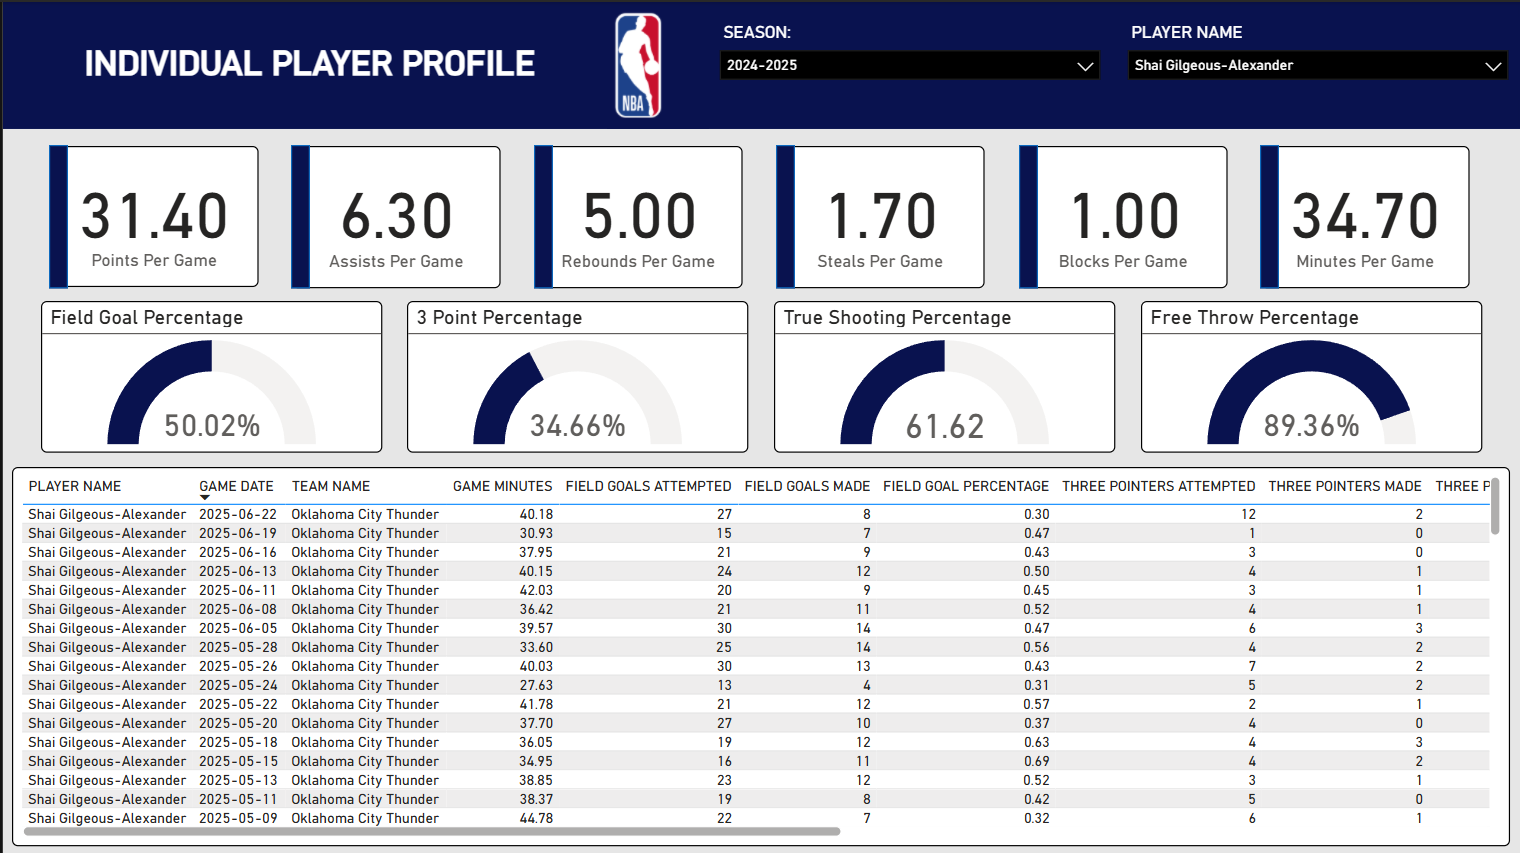 INDIVIDUAL PLAYER PROFILE
NBA
SEASON:
2024-2025
PLAYER NAME
Shai Gilgeous-Alexander
31.40
Points Per Game
6.30
Assists Per Game
5.00
Rebounds Per Game
1.70
Steals Per Game
1.00
Blocks Per Game
34.70
Minutes Per Game
Field Goal Percentage
50.02%
3 Point Percentage
34.66%
True Shooting Percentage
61.62
Free Throw Percentage
89.36%
PLAYER NAME GAME DATE TEAM NAME GAME MINUTES FIELD GOALS ATTEMPTED FIELD GOALS MADE FIELD GOAL PERCENTAGE THREE POINTERS ATTEMPTED THREE POINTERS MADE THREE P
Shai Gilgeous-Alexander 2025-06-22 Oklahoma City Thunder 40.18 27 8 0.30 12 2
Shai Gilgeous-Alexander 2025-06-19 Oklahoma City Thunder 30.93 15 7 0.47 1 0
Shai Gilgeous-Alexander 2025-06-16 Oklahoma City Thunder 37.95 21 9 0.43 3 0
Shai Gilgeous-Alexander 2025-06-13 Oklahoma City Thunder 40.15 24 12 0.50 4 1
Shai Gilgeous-Alexander 2025-06-11 Oklahoma City Thunder 42.03 20 9 0.45 3 1
Shai Gilgeous-Alexander 2025-06-08 Oklahoma City Thunder 36.42 21 11 0.52 4 1
Shai Gilgeous-Alexander 2025-06-05 Oklahoma City Thunder 39.57 30 14 0.47 6 3
Shai Gilgeous-Alexander 2025-05-28 Oklahoma City Thunder 33.60 25 14 0.56 4 2
Shai Gilgeous-Alexander 2025-05-26 Oklahoma City Thunder 40.03 30 13 0.43 7 2
Shai Gilgeous-Alexander 2025-05-24 Oklahoma City Thunder 27.63 13 4 0.31 5 2
Shai Gilgeous-Alexander 2025-05-22 Oklahoma City Thunder 41.78 21 12 0.57 2 1
Shai Gilgeous-Alexander 2025-05-20 Oklahoma City Thunder 37.70 27 10 0.37 4 0
Shai Gilgeous-Alexander 2025-05-18 Oklahoma City Thunder 36.05 19 12 0.63 4 3
Shai Gilgeous-Alexander 2025-05-15 Oklahoma City Thunder 34.95 16 11 0.69 4 2
Shai Gilgeous-Alexander 2025-05-13 Oklahoma City Thunder 38.85 23 12 0.52 3 1
Shai Gilgeous-Alexander 2025-05-11 Oklahoma City Thunder 38.37 19 8 0.42 5 0
Shai Gilgeous-Alexander 2025-05-09 Oklahoma City Thunder 44.78 22 7 0.32 6 1